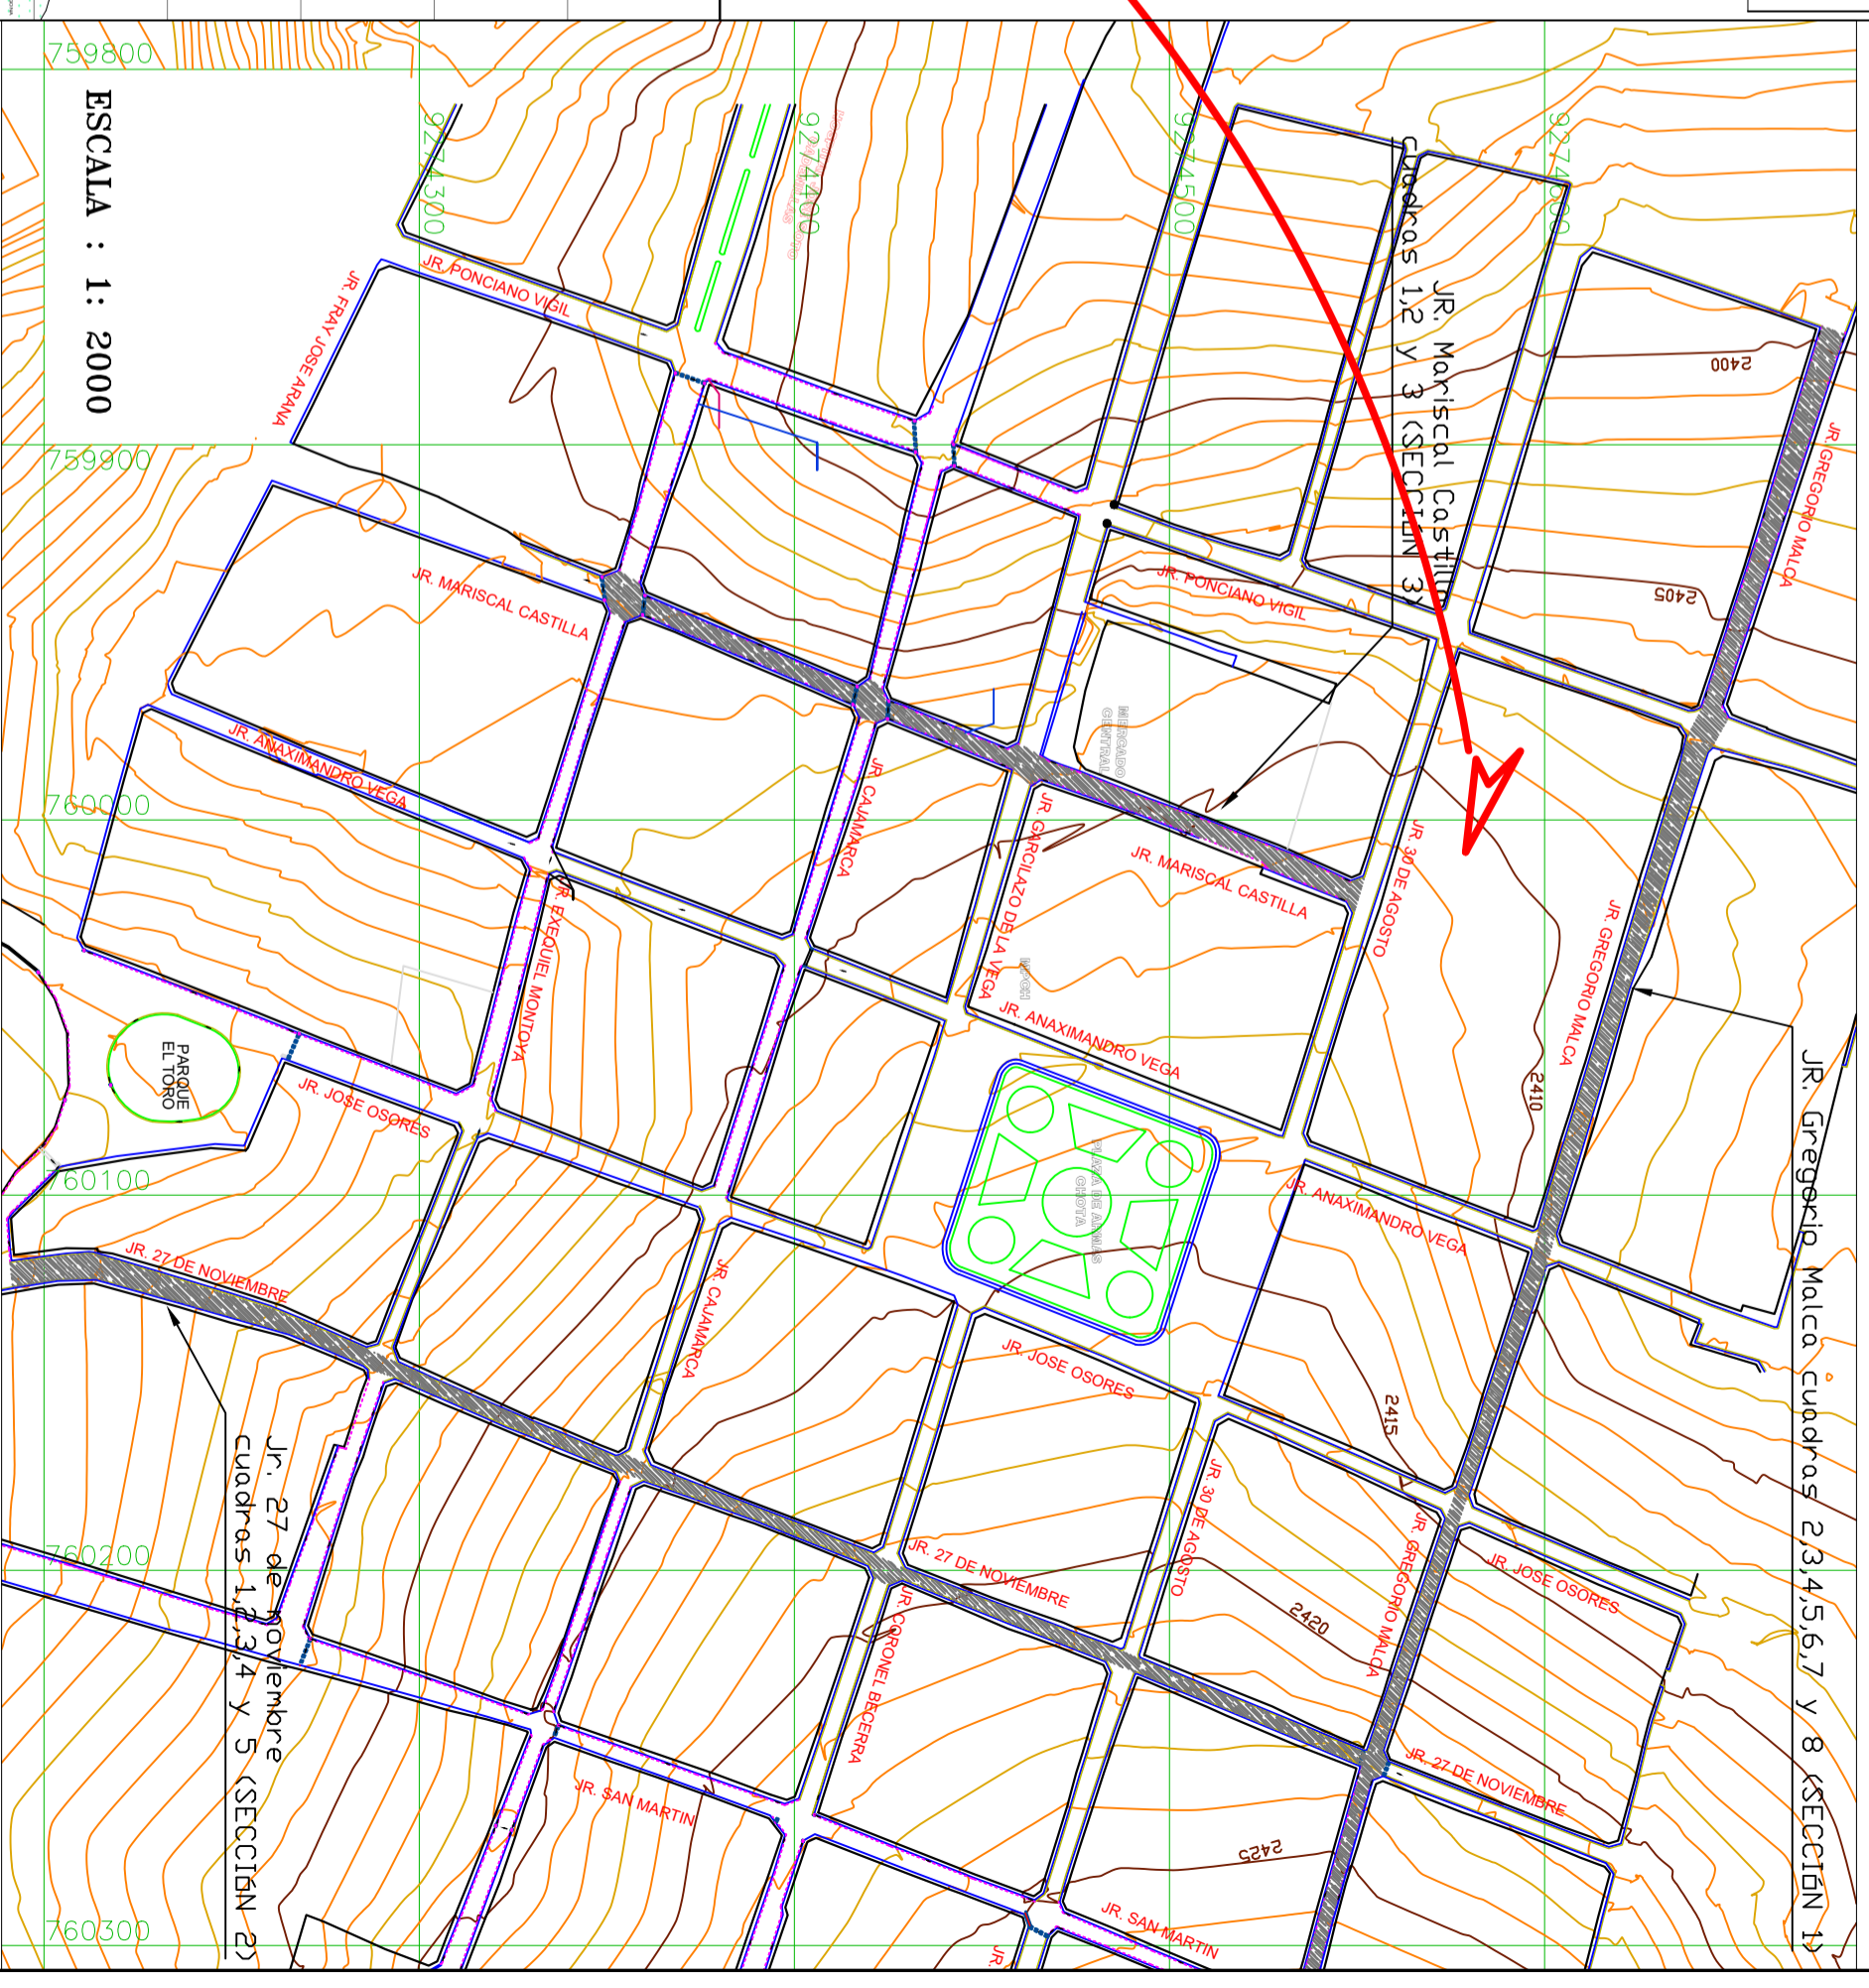 759800
759900
760000
760100
760200
760300
9274300
9274400
9274500
9274600
ESCALA : 1: 2000
JR. Mariscal Castilla
cuadras 1,2 y 3 (SECCIÓN 3)
JR. Gregorio Malca cuadras 2,3,4,5,6,7 y 8 (SECCIÓN 1)
Jr. 27 de noviembre
cuadras 1,2,3,4 y 5 (SECCIÓN 2)
JR. PONCIANO VIGIL
JR. FRAY JOSE ARANA
JR. GREGORIO MALCA
2400
2405
JR. PONCIANO VIGIL
JR. MARISCAL CASTILLA
JR. ANAXIMANDRO VEGA
JR. CAJAMARCA
MERCADO
CENTRAL
JR. GARCILAZO DE LA VEGA
JR. MARISCAL CASTILLA
JR. 30 DE AGOSTO
JR. GREGORIO MALCA
JR. EXEQUIEL MONTOYA
MPCH
JR. ANAXIMANDRO VEGA
2410
PARQUE
EL TORO
JR. JOSE OSORES
PLAZA DE ARMAS
CHOTA
JR. ANAXIMANDRO VEGA
JR. 27 DE NOVIEMBRE
JR. CAJAMARCA
JR. JOSE OSORES
2415
JR. 30 DE AGOSTO
JR. GREGORIO MALCA
JR. JOSE OSORES
JR. 27 DE NOVIEMBRE
2420
JR. CORONEL BECERRA
JR. 27 DE NOVIEMBRE
JR. SAN MARTIN
2425
JR. SAN MARTIN
JR.